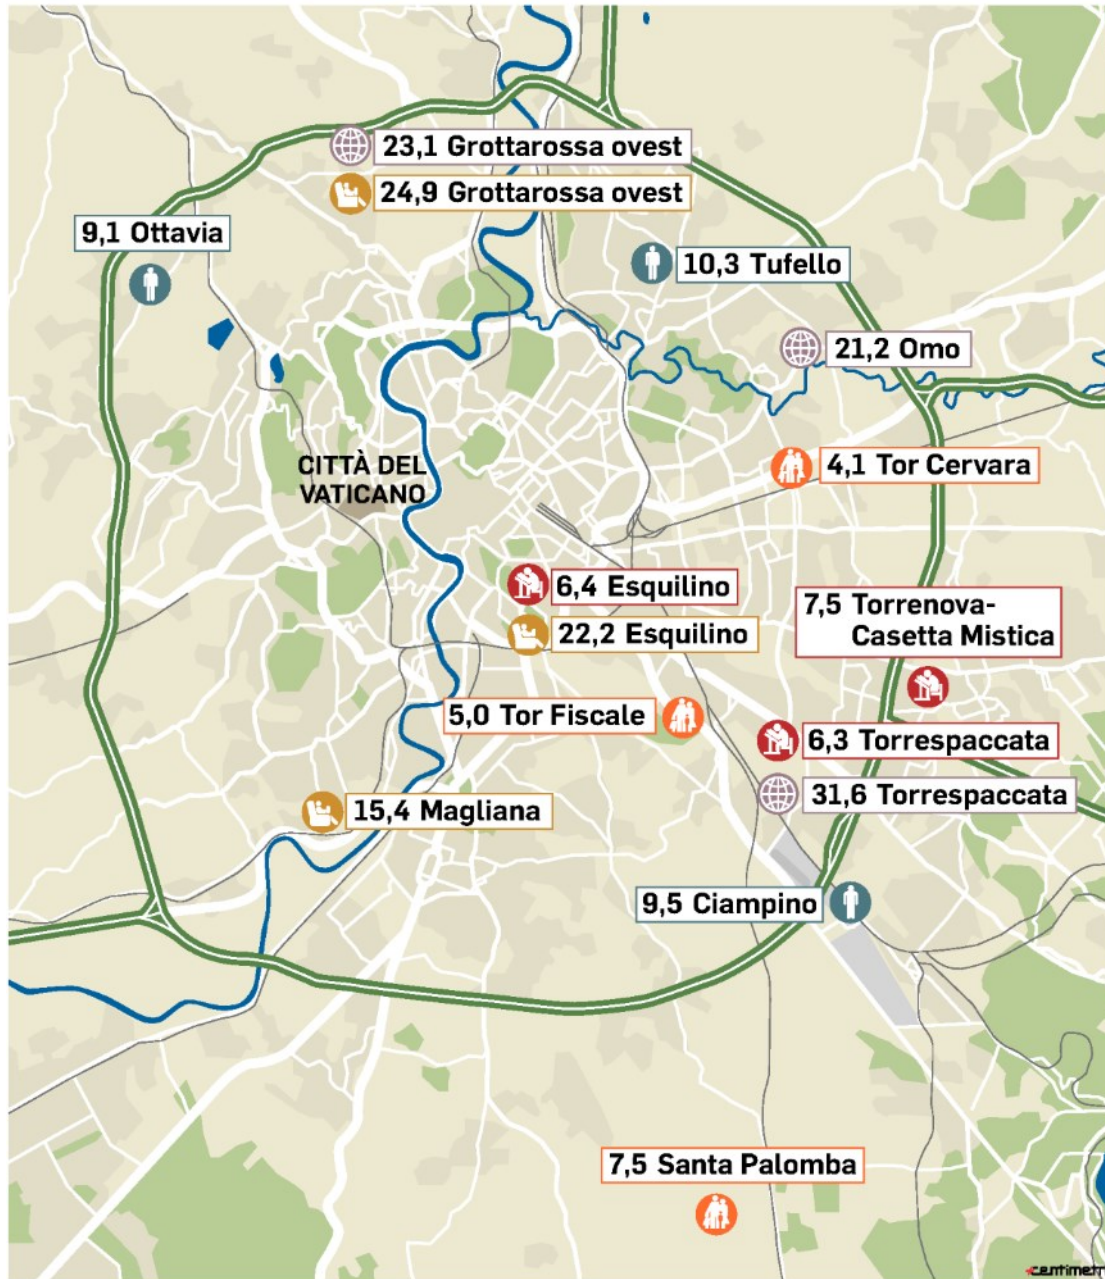 23,1 Grottarossa ovest
24,9 Grottarossa ovest
9,1 Ottavia
10,3 Tufello
21,2 Omo
CITTÀ DEL
VATICANO
4,1 Tor Cervara
6,4 Esquilino
7,5 Torrenova-
Casetta Mistica
22,2 Esquilino
5,0 Tor Fiscale
6,3 Torrespaccata
31,6 Torrespaccata
15,4 Magliana
9,5 Ciampino
7,5 Santa Palomba